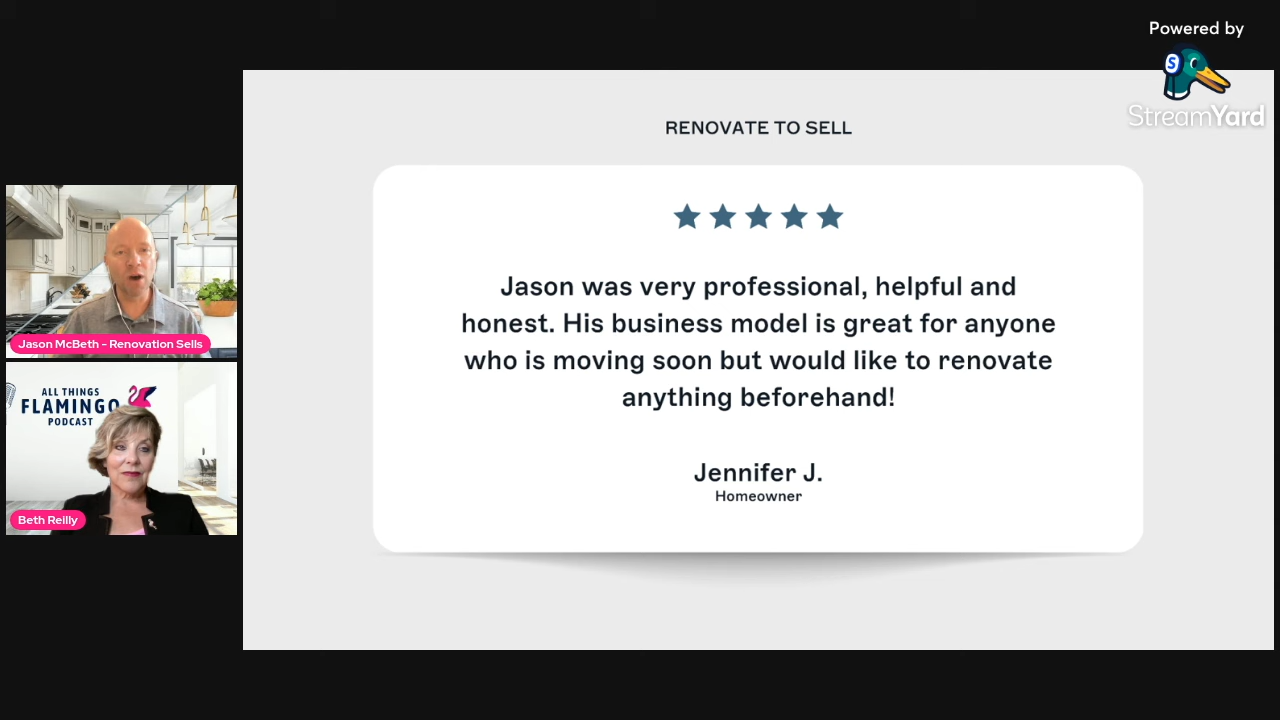 Powered by
StreamYard
RENOVATE TO SELL
Jason was very professional, helpful and
honest. His business model is great for anyone
who is moving soon but would like to renovate
anything beforehand!
Jennifer J.
Homeowner
Jason McBeth - Renovation Sells
ALL THINGS
FLAMINGO
PODCAST
Beth Reilly